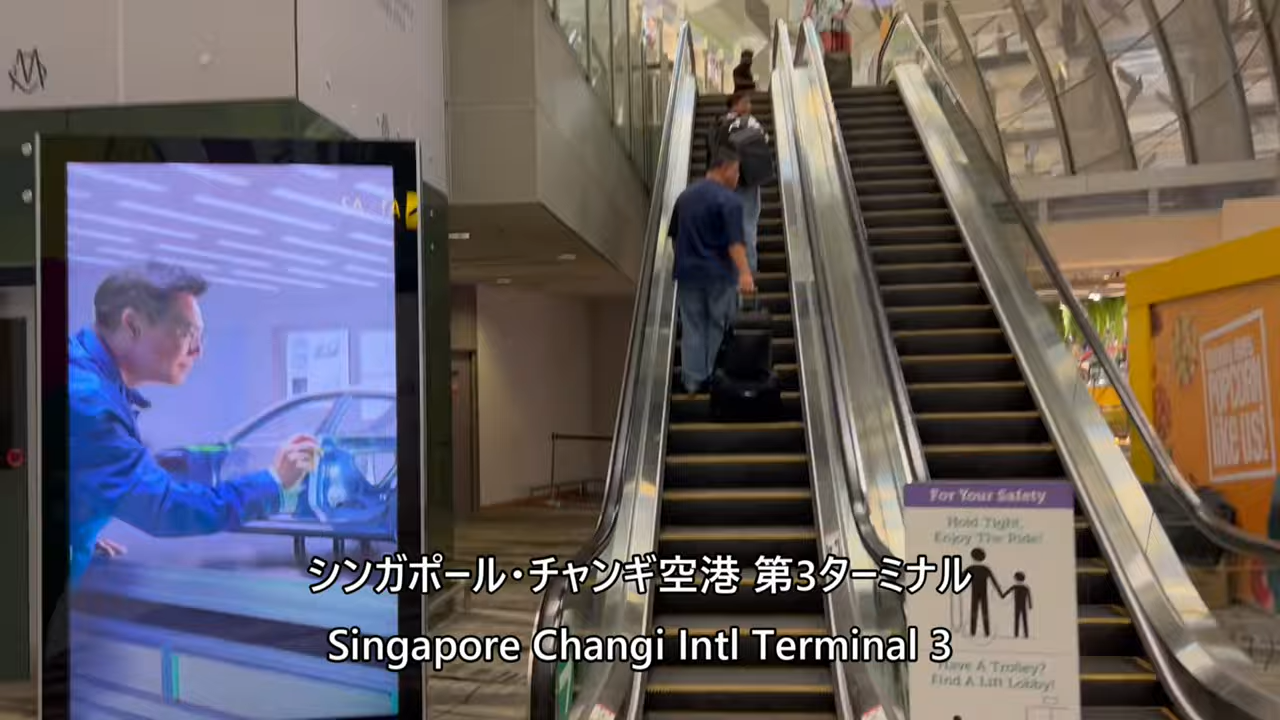 For Your Safety
Hold Tight,
Enjoy The Ride!
Have A Trolley?
Find A Lift Lobby!
POPCORN
LIKE US!
シンガポール・チャンギ空港 第3ターミナル
Singapore Changi Intl Terminal 3